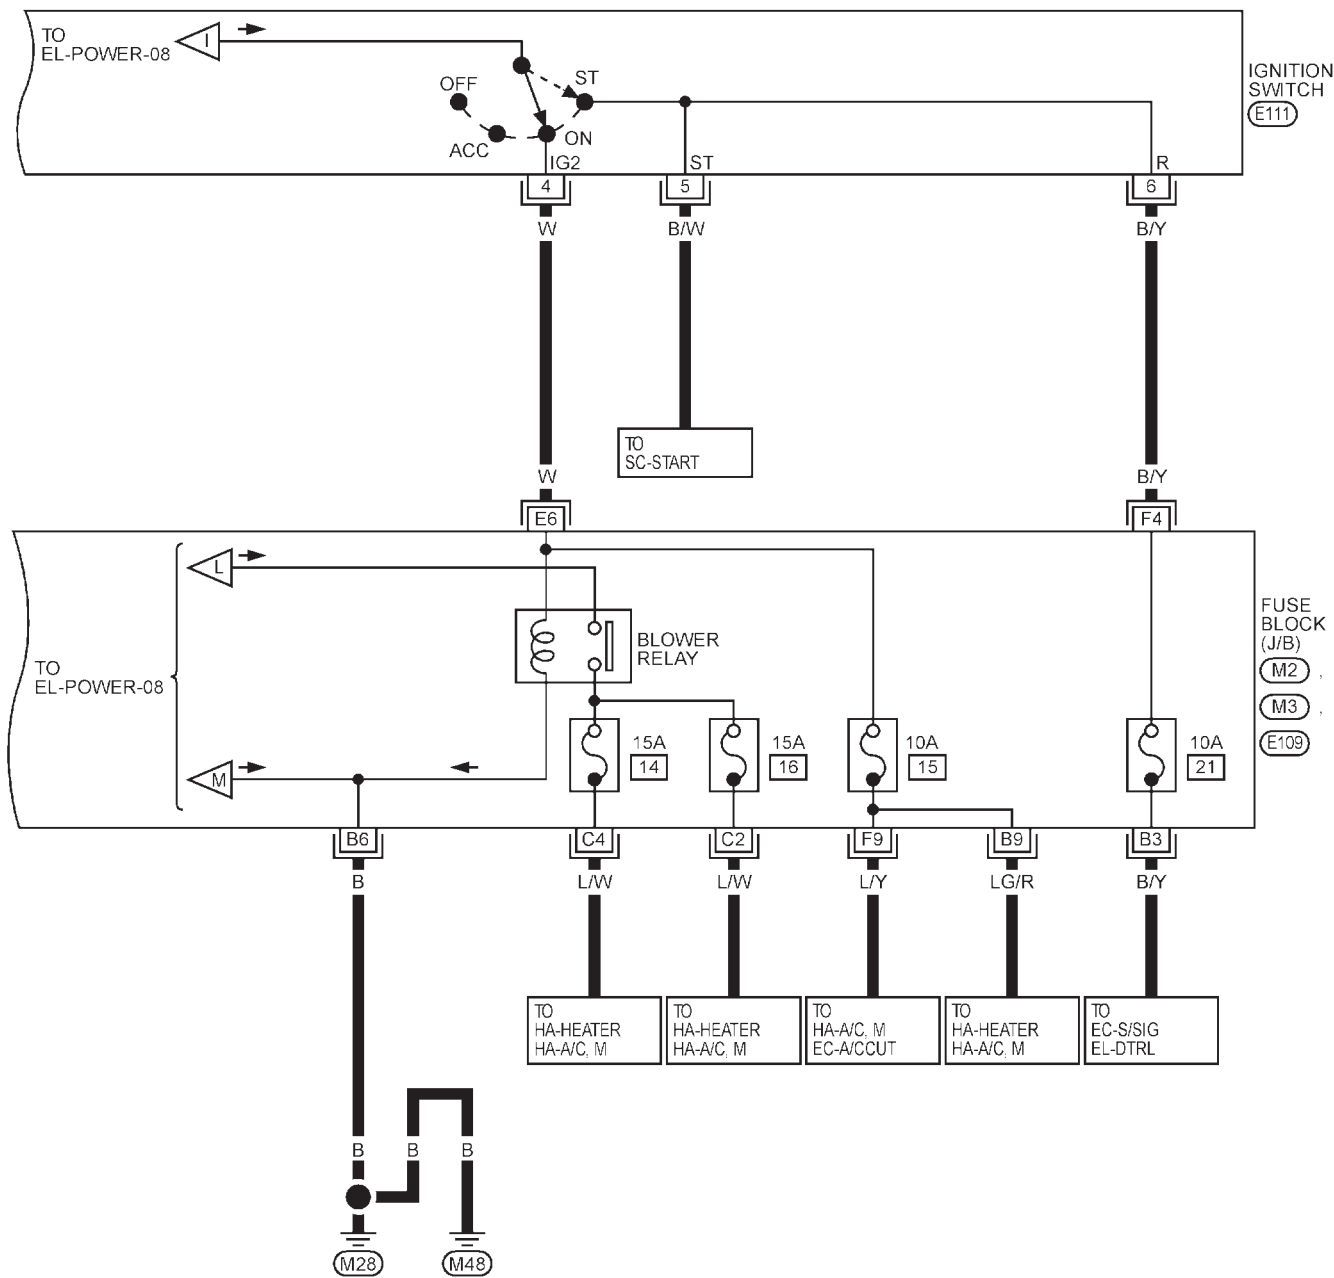 TO
EL-POWER-08
I
OFF
ACC
ST
ON
IG2
ST
R
IGNITION
SWITCH
E111
4
5
6
W
B/W
B/Y
TO
SC-START
W
B/Y
E6
F4
L
TO
EL-POWER-08
M
BLOWER
RELAY
15A
14
15A
16
10A
15
10A
21
FUSE
BLOCK
(J/B)
M2 ,
M3 ,
E109
B6
C4
C2
F9
B9
B3
B
L/W
L/W
L/Y
LG/R
B/Y
TO
HA-HEATER
HA-A/C, M
TO
HA-HEATER
HA-A/C, M
TO
HA-A/C, M
EC-A/CCUT
TO
HA-HEATER
HA-A/C, M
TO
EC-S/SIG
EL-DTRL
B
B
B
M28
M48